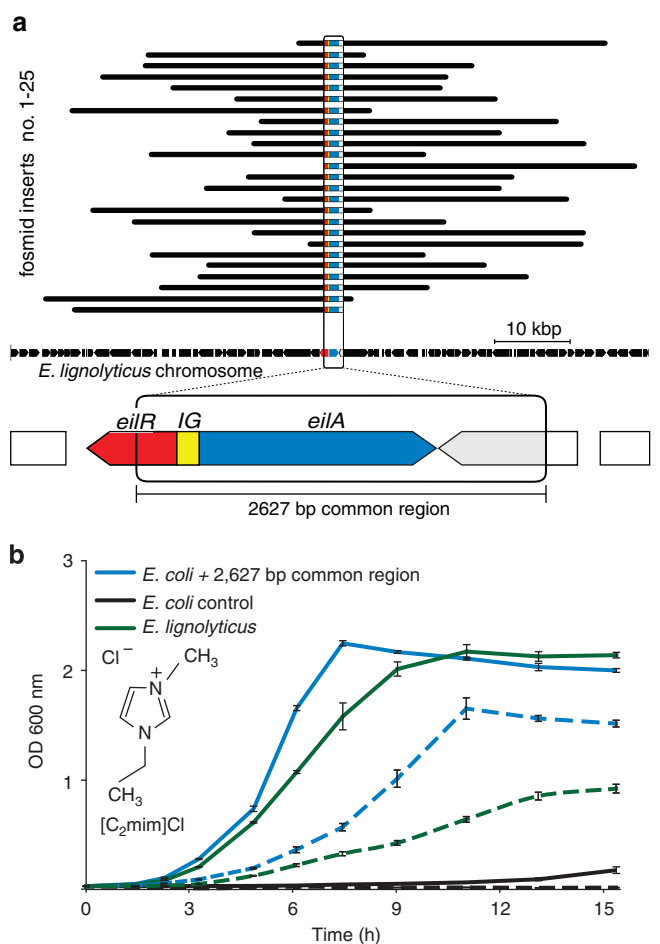 a
fosmid inserts no. 1-25
10 kbp
E. lignolyticus chromosome
eilR IG eilA
2627 bp common region
b
3
2
1
OD 600 nm
E. coli + 2,627 bp common region
E. coli control
E. lignolyticus
Cl⁻
CH₃
N
+
N
CH₃
[C₂mim]Cl
0 3 6 9 12 15
Time (h)